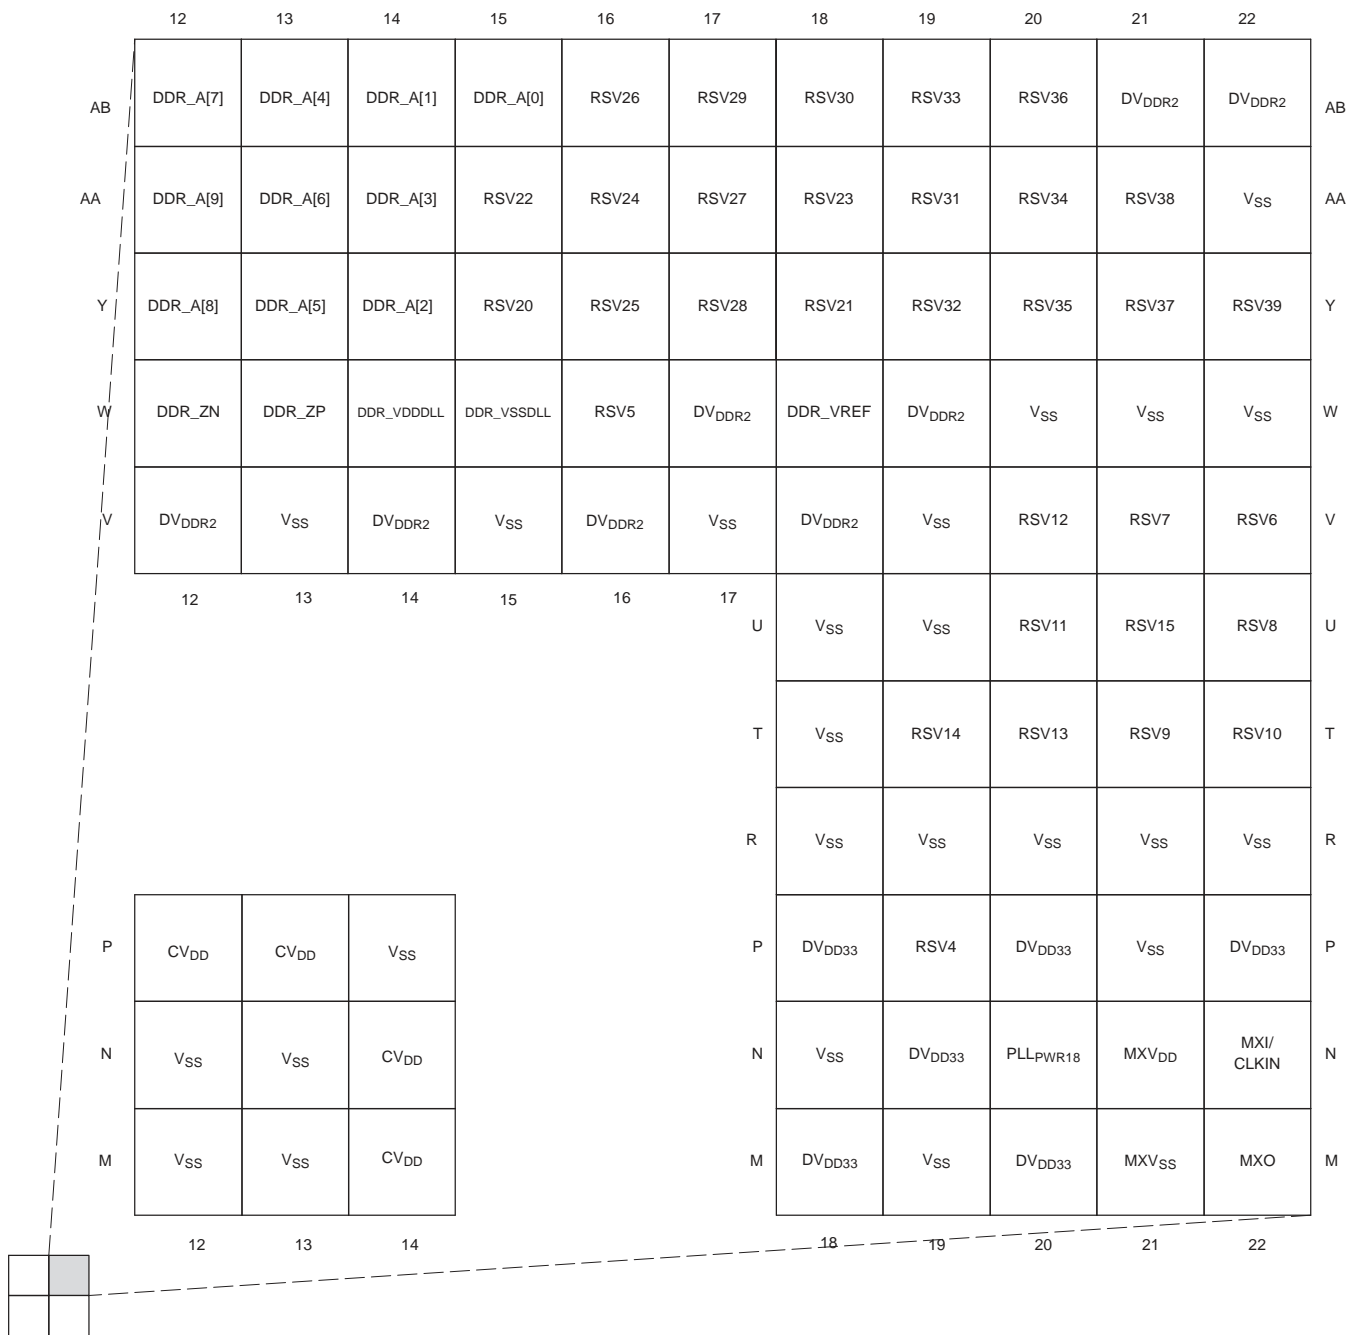 12 13 14 15 16 17 18 19 20 21 22
AB DDR_A[7] DDR_A[4] DDR_A[1] DDR_A[0] RSV26 RSV29 RSV30 RSV33 RSV36 DVDDR2 DVDDR2 AB
AA DDR_A[9] DDR_A[6] DDR_A[3] RSV22 RSV24 RSV27 RSV23 RSV31 RSV34 RSV38 VSS AA
Y DDR_A[8] DDR_A[5] DDR_A[2] RSV20 RSV25 RSV28 RSV21 RSV32 RSV35 RSV37 RSV39 Y
W DDR_ZN DDR_ZP DDR_VDDDLL DDR_VSSDLL RSV5 DVDDR2 DDR_VREF DVDDR2 VSS VSS VSS W
V DVDDR2 VSS DVDDR2 VSS DVDDR2 VSS DVDDR2 VSS RSV12 RSV7 RSV6 V
12 13 14 15 16 17
U VSS VSS RSV11 RSV15 RSV8 U
T VSS RSV14 RSV13 RSV9 RSV10 T
R VSS VSS VSS VSS VSS R
P CVDD CVDD VSS P DVDD33 RSV4 DVDD33 VSS DVDD33 P
N VSS VSS CVDD N VSS DVDD33 PLLPWR18 MXVDD MXI/
CLKIN N
M VSS VSS CVDD M DVDD33 VSS DVDD33 MXVSS MXO M
12 13 14 18 19 20 21 22